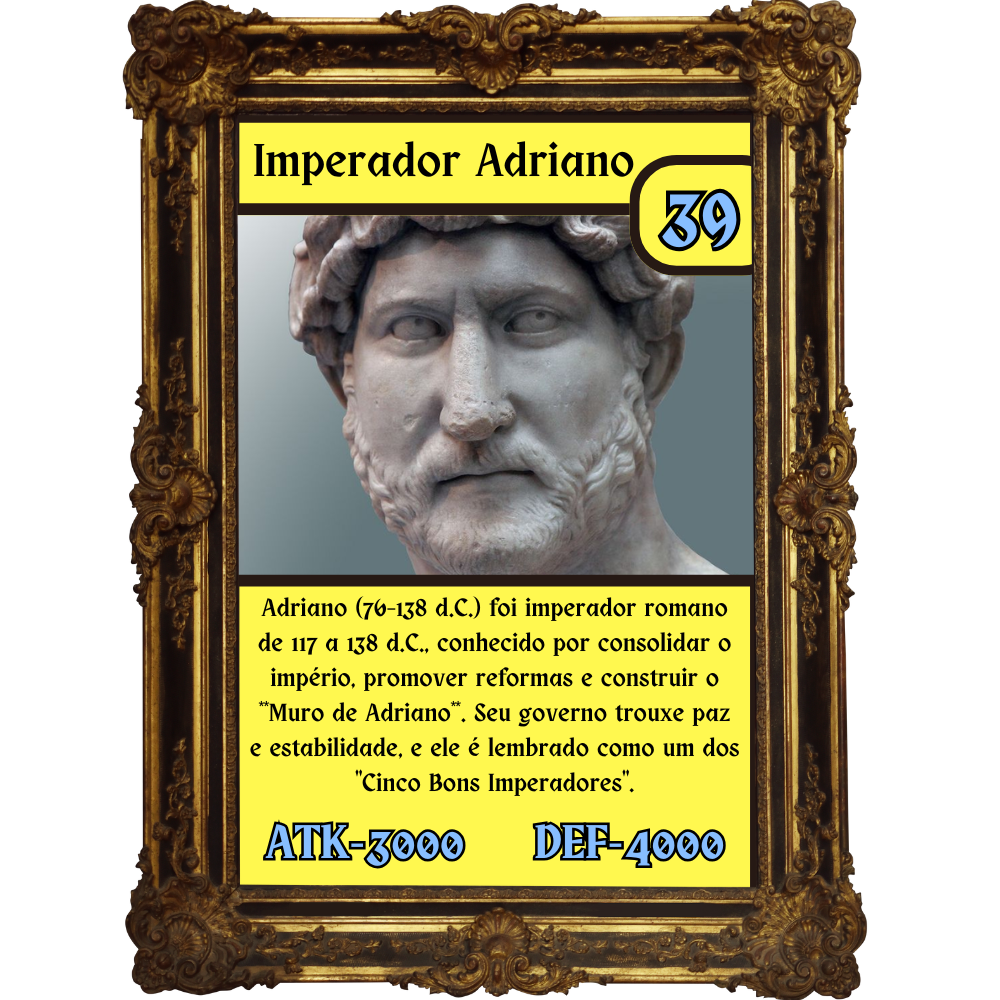 Imperador Adriano
39
Adriano (76-138 d.C.) foi imperador romano
de 117 a 138 d.C., conhecido por consolidar o
império, promover reformas e construir o
**Muro de Adriano**. Seu governo trouxe paz
e estabilidade, e ele é lembrado como um dos
"Cinco Bons Imperadores".
ATK-3000 DEF-4000